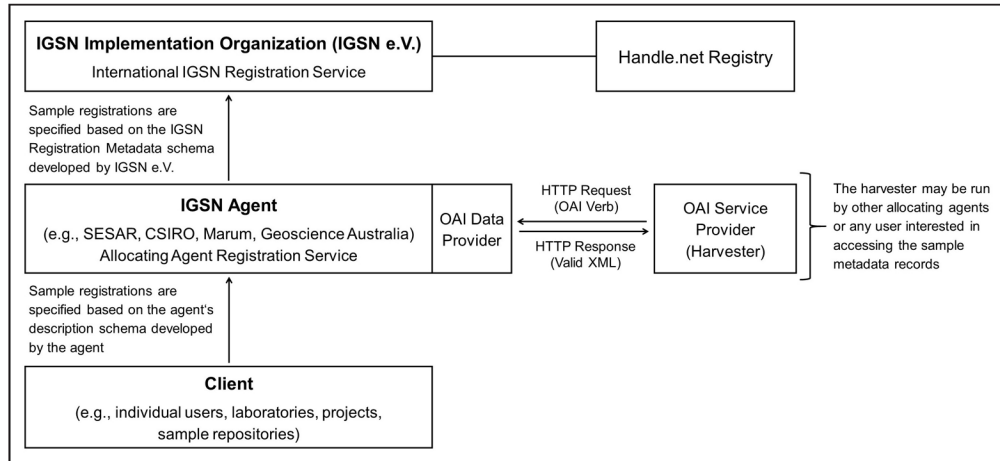 IGSN Implementation Organization (IGSN e.V.)
International IGSN Registration Service
Handle.net Registry
Sample registrations are
specified based on the IGSN
Registration Metadata schema
developed by IGSN e.V.
IGSN Agent
(e.g., SESAR, CSIRO, Marum, Geoscience Australia)
Allocating Agent Registration Service
OAI Data
Provider
HTTP Request
(OAI Verb)
HTTP Response
(Valid XML)
OAI Service
Provider
(Harvester)
The harvester may be run
by other allocating agents
or any user interested in
accessing the sample
metadata records
Sample registrations are
specified based on the agent‘s
description schema developed
by the agent
Client
(e.g., individual users, laboratories, projects,
sample repositories)